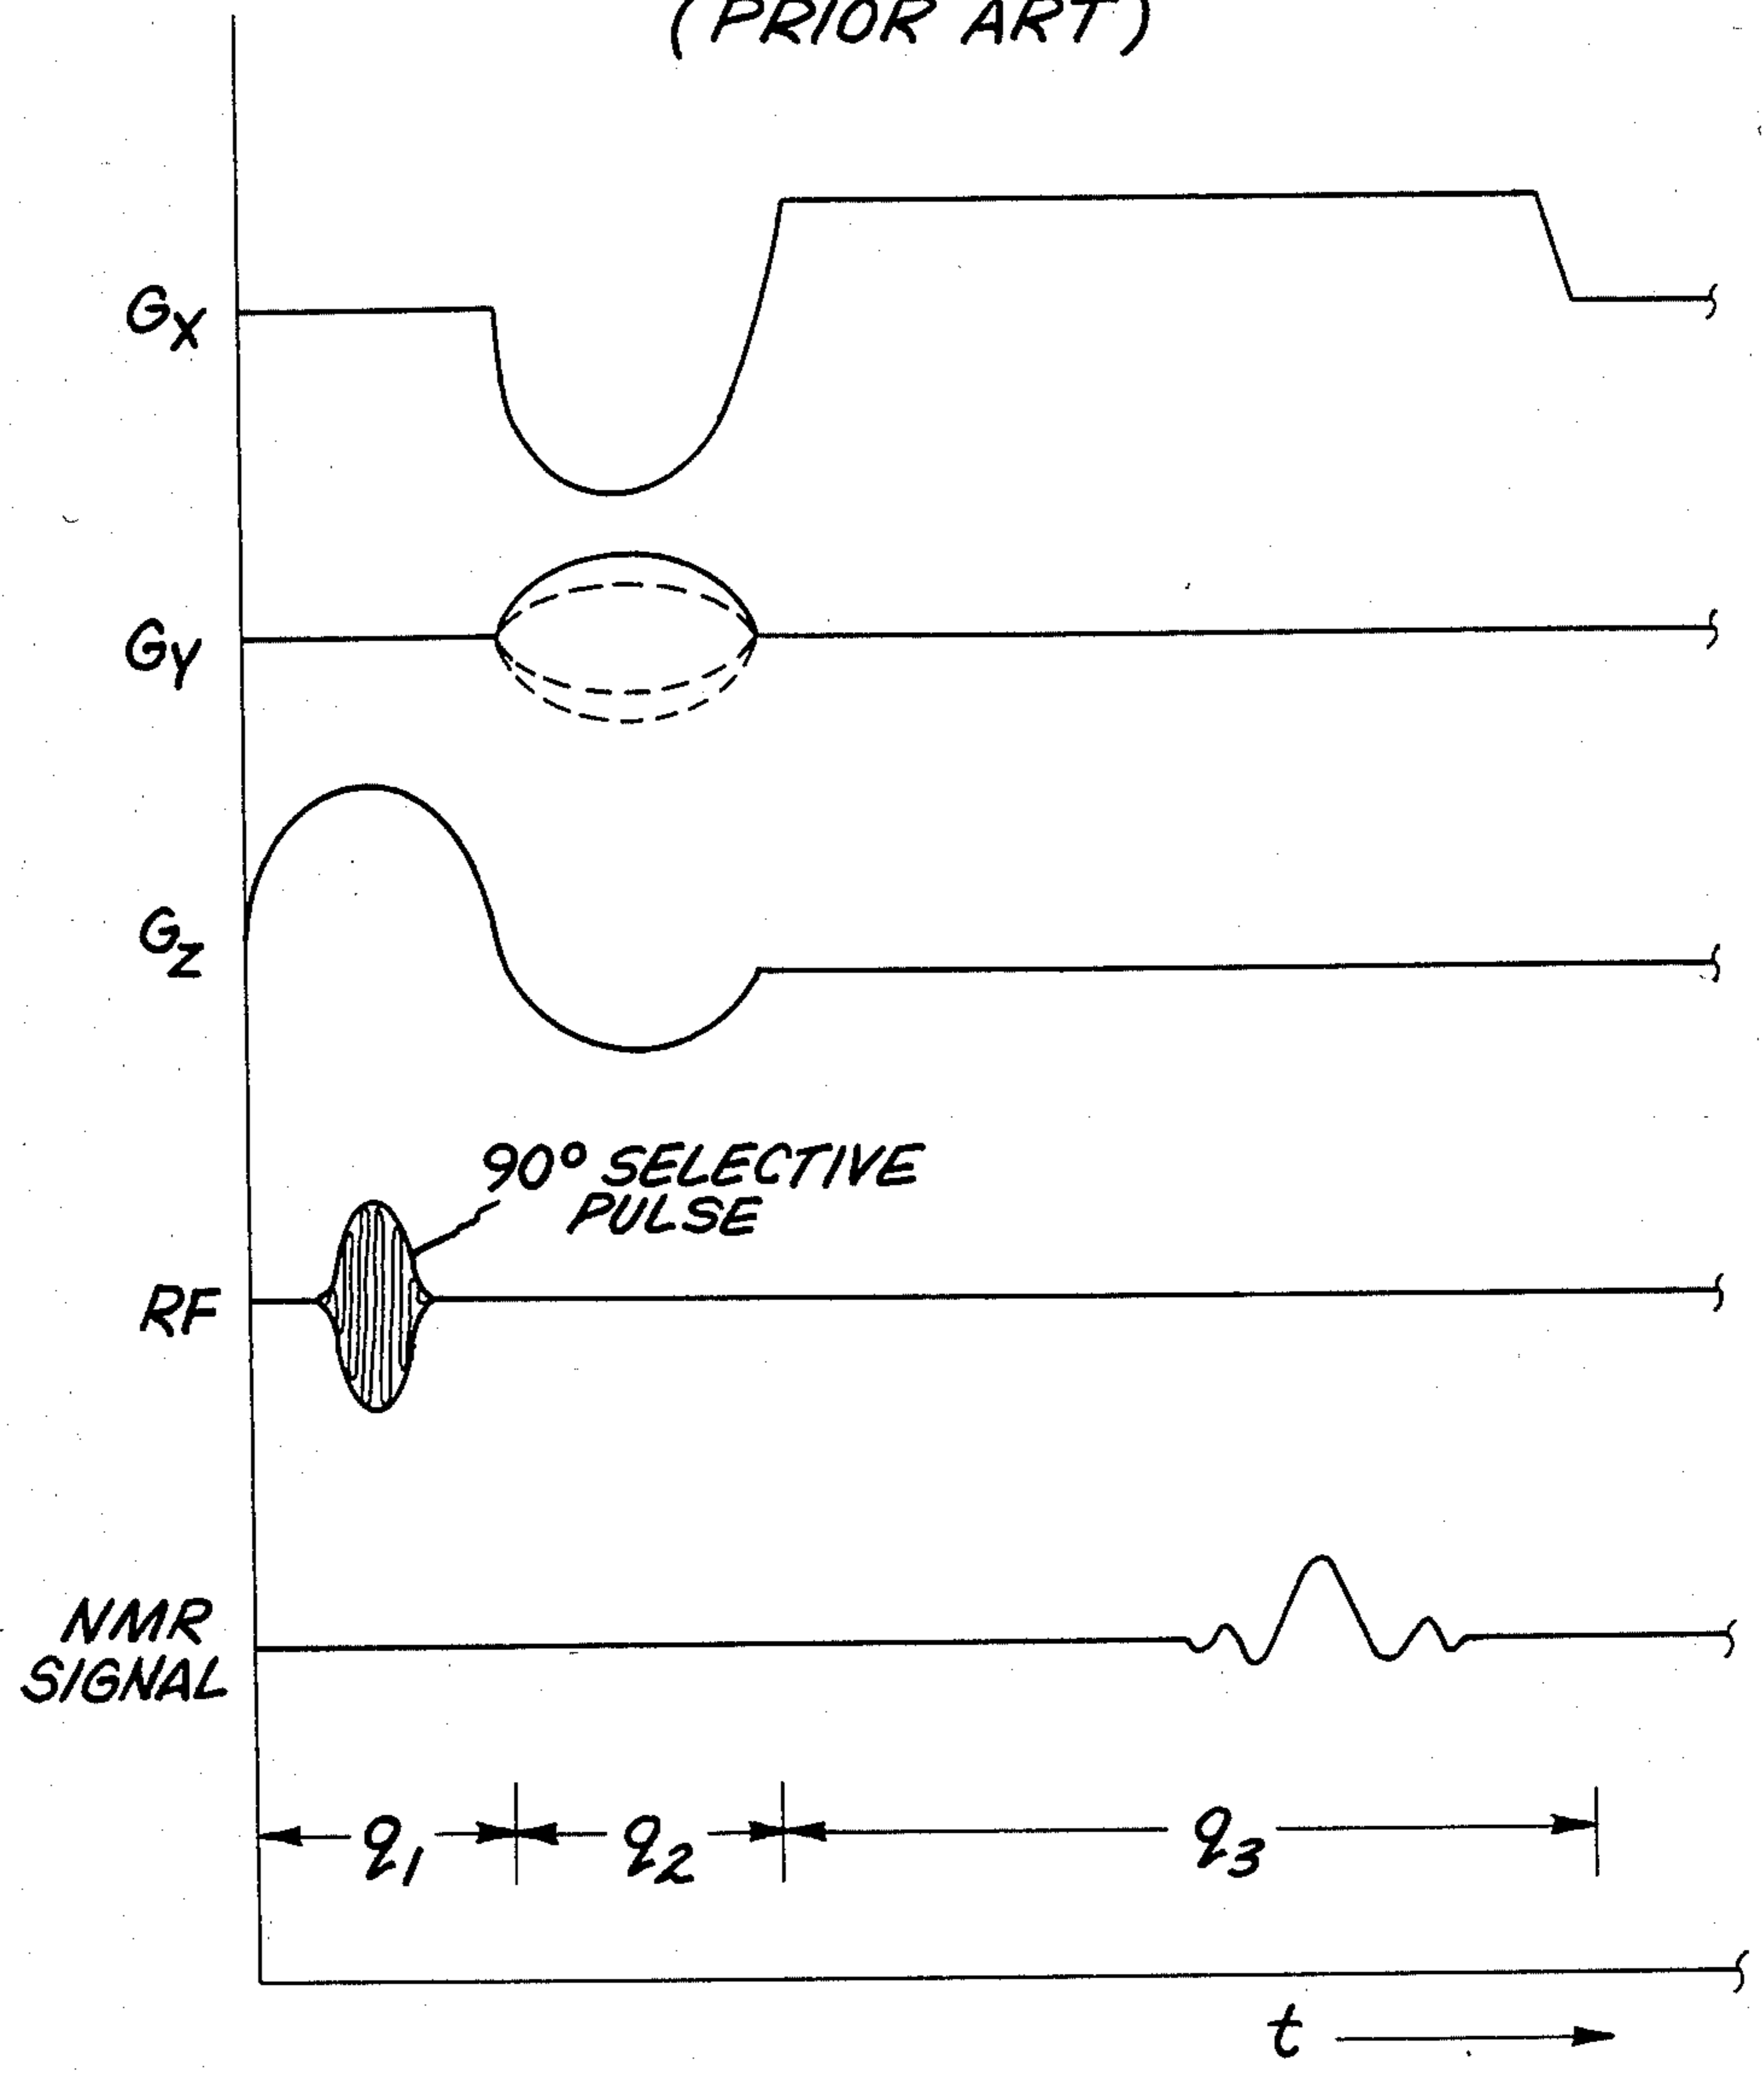 (PRIOR ART)
Gx
Gy
Gz
90° SELECTIVE
PULSE
RF
NMR
SIGNAL
q1
q2
q3
t